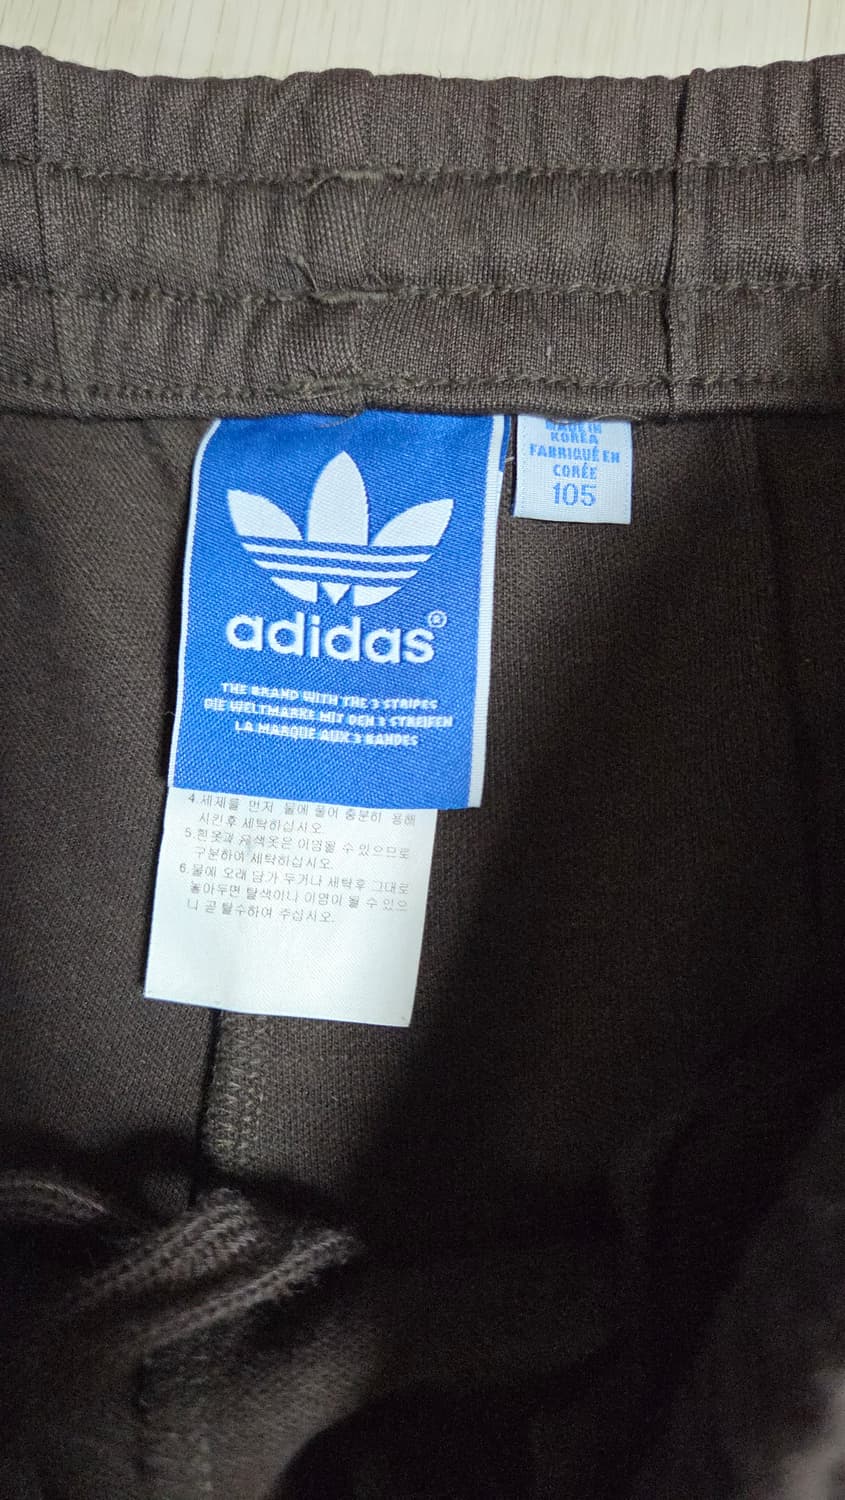 MADE IN
KOREA
FABRIQUÉ EN
CORÉE
105
adidas®
THE BRAND WITH THE 3 STRIPES
DIE WELTMARKE MIT DEN 3 STREIFEN
LA MARQUE AUX 3 BANDES
4.세제를 먼저 물에 풀어 충분히 용해
시킨후 세탁하십시오.
5.흰옷과 유색옷은 이염될 수 있으므로
구분하여 세탁하십시오.
6.물에 오래 담가 두거나 세탁후 그대로
놓아두면 탈색이나 이염이 될 수 있으
니 곧 탈수하여 주십시오.